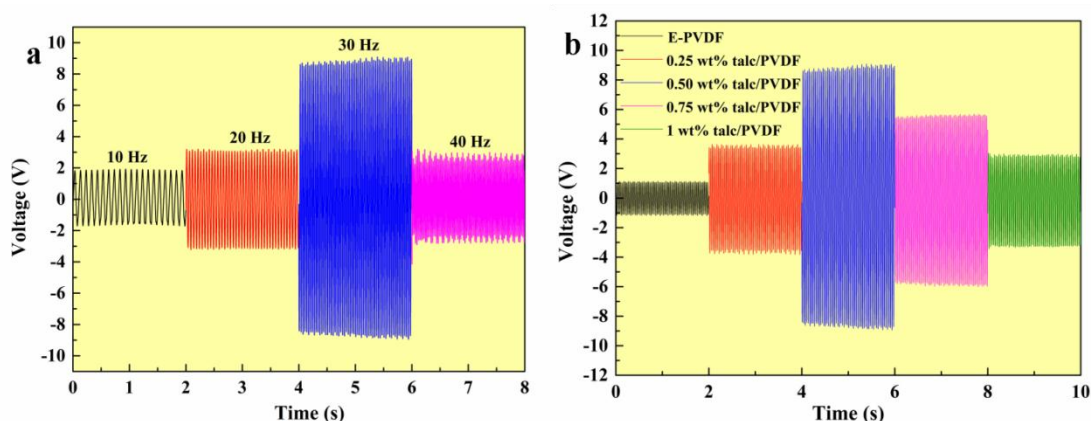 a
10
8
6
4
2
0
-2
-4
-6
-8
-10
Voltage (V)
10 Hz
20 Hz
30 Hz
40 Hz
0 1 2 3 4 5 6 7 8
Time (s)
b
12
10
8
6
4
2
0
-2
-4
-6
-8
-10
-12
Voltage (V)
E-PVDF
0.25 wt% talc/PVDF
0.50 wt% talc/PVDF
0.75 wt% talc/PVDF
1 wt% talc/PVDF
0 2 4 6 8 10
Time (s)